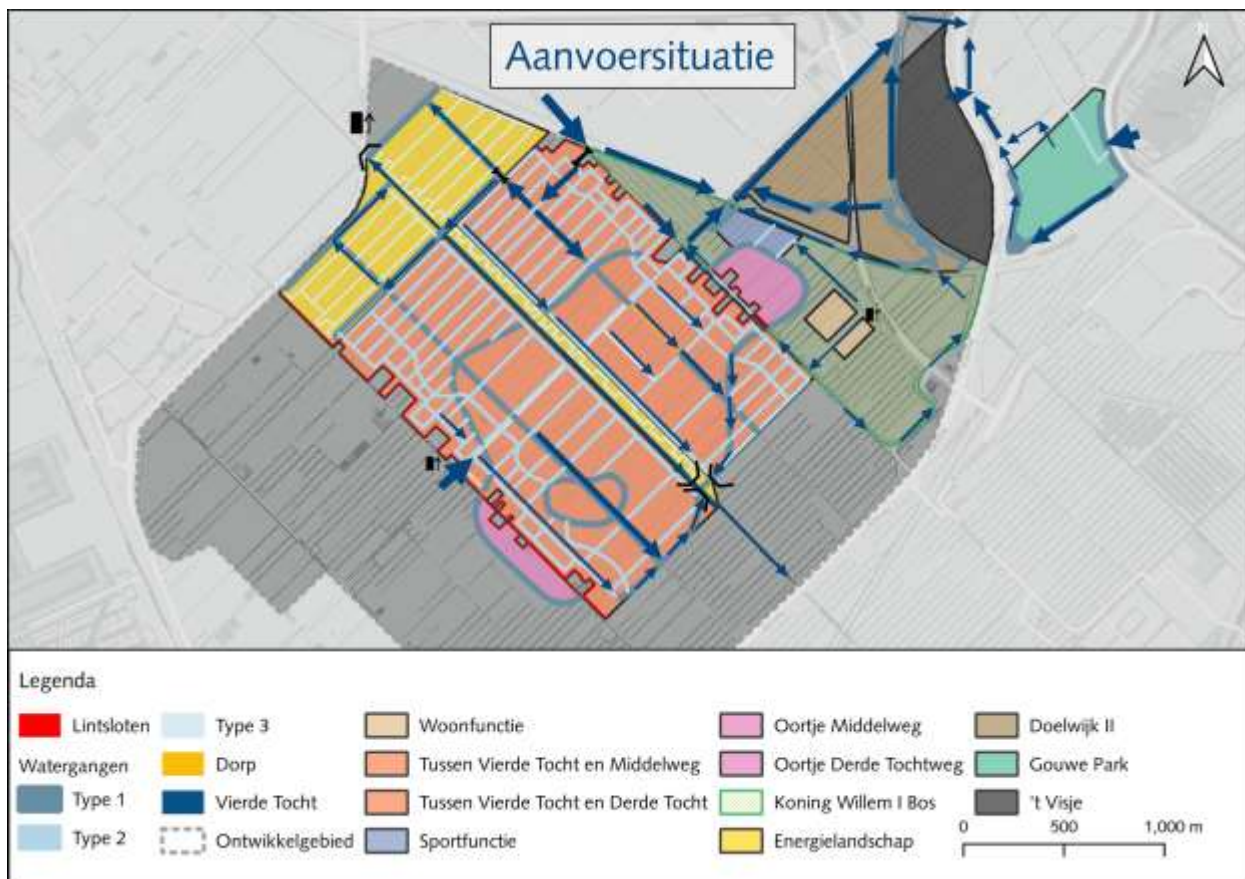 Aanvoersituatie
Legenda
Lintsloten
Watergangen
Type 1
Type 2
Type 3
Dorp
Vierde Tocht
Ontwikkelgebied
Woonfunctie
Tussen Vierde Tocht en Middelweg
Tussen Vierde Tocht en Derde Tocht
Sportfunctie
Oortje Middelweg
Oortje Derde Tochtweg
Koning Willem I Bos
Energielandschap
Doelwijk II
Gouwe Park
't Visje
0 500 1,000 m